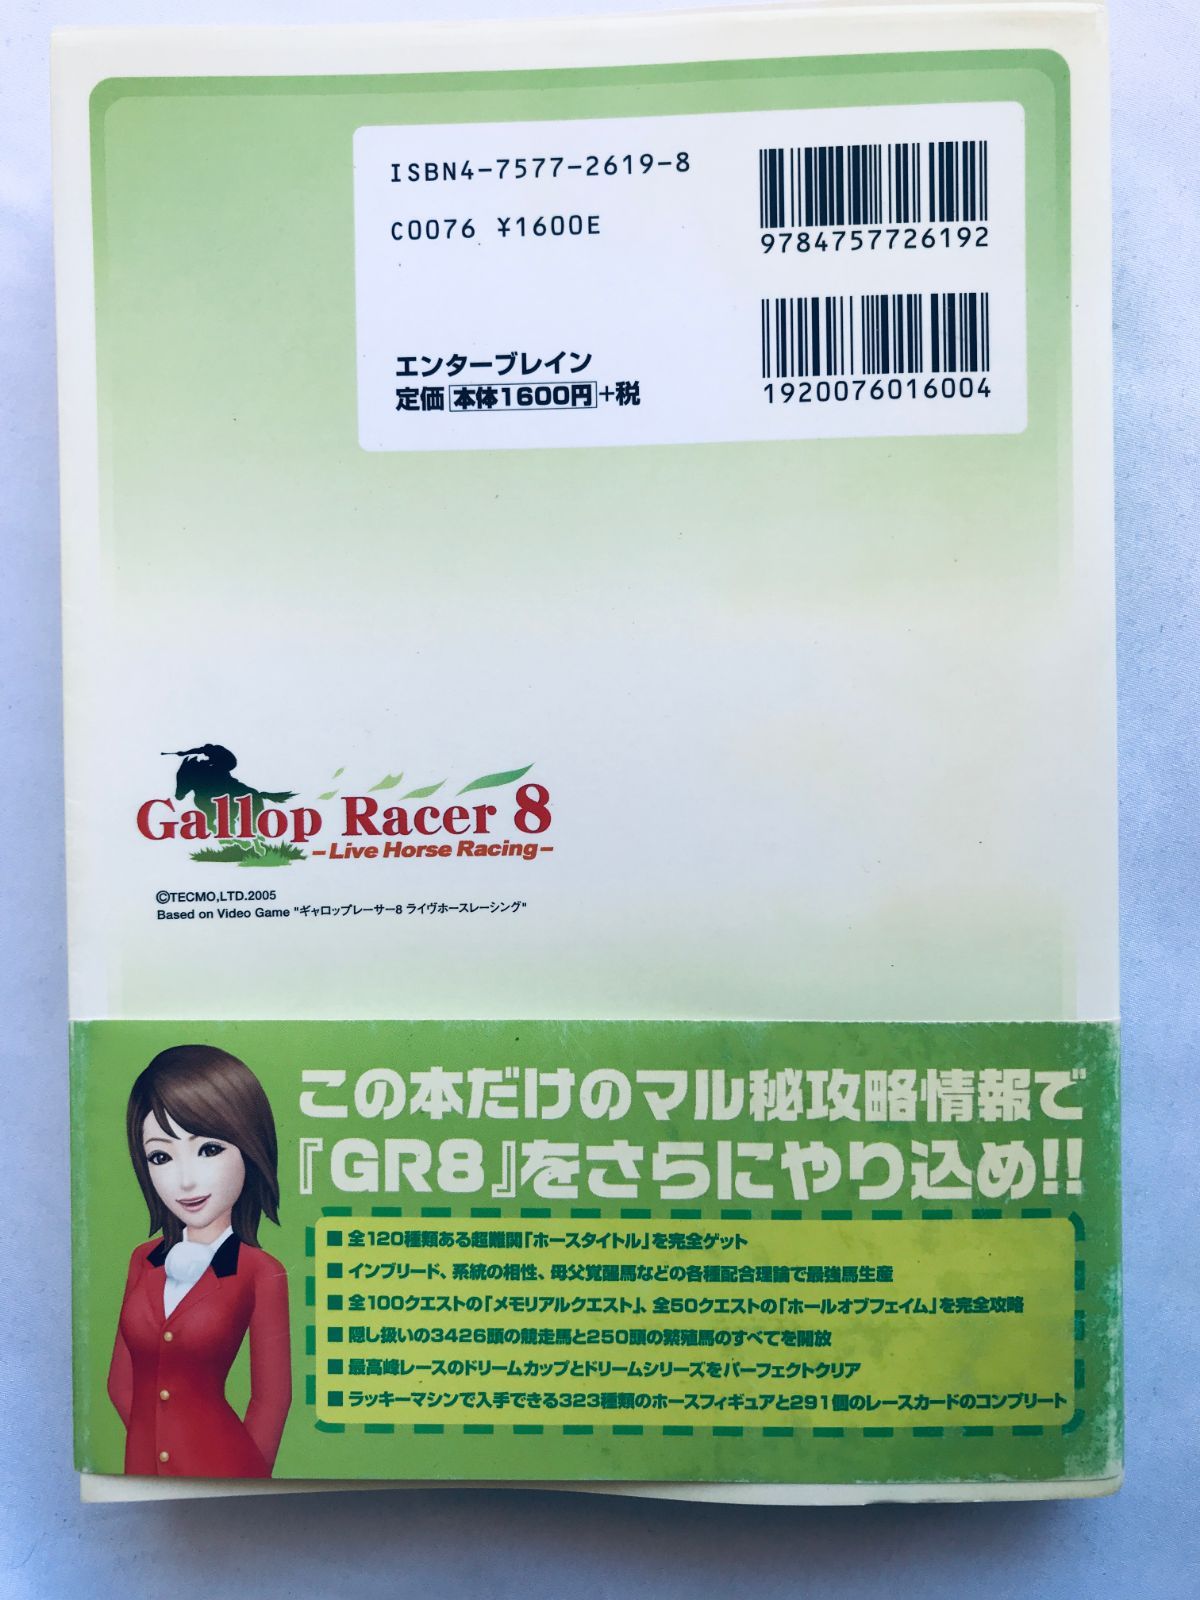 ISBN4-7577-2619-8
C0076 ¥1600E
9784757726192
エンターブレイン
定価 本体1600円+税
1920076016004
Gallop Racer 8
-Live Horse Racing-
©TECMO,LTD.2005
Based on Video Game "ギャロップレーサー8 ライヴホースレーシング"
この本だけのマル秘攻略情報で
『GR8』をさらにやり込め!!
■ 全120種類ある超難関「ホースタイトル」を完全ゲット
■ インブリード、系統の相性、母父覚醒馬などの各種配合理論で最強馬生産
■ 全100クエストの「メモリアルクエスト」、全50クエストの「ホールオブフェイム」を完全攻略
■ 隠し扱いの3426頭の競走馬と250頭の繁殖馬のすべてを開放
■ 最高峰レースのドリームカップとドリームシリーズをパーフェクトクリア
■ ラッキーマシンで入手できる323種類のホースフィギュアと291個のレースカードのコンプリート